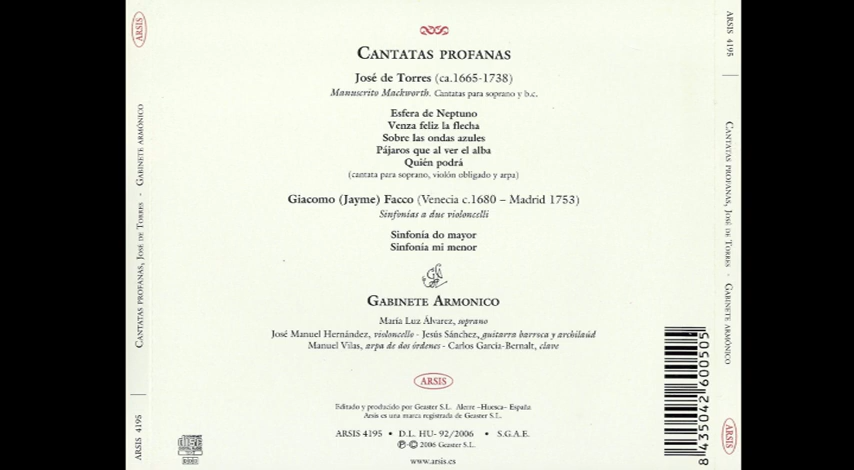 ARSIS
CANTATAS PROFANAS, JOSÉ DE TORRES - GABINETE ARMÓNICO
ARSIS 4195
CANTATAS PROFANAS
José de Torres (ca.1665-1738)
Manuscrito Mackworth. Cantatas para soprano y b.c.
Esfera de Neptuno
Venza feliz la flecha
Sobre las ondas azules
Pájaros que al ver el alba
Quién podrá
(cantata para soprano, violón obligado y arpa)
Giacomo (Jayme) Facco (Venecia c.1680 – Madrid 1753)
Sinfonías a due violoncelli
Sinfonía do mayor
Sinfonía mi menor
GABINETE ARMONICO
María Luz Álvarez, soprano
José Manuel Hernández, violoncello - Jesús Sánchez, guitarra barroca y archilaúd
Manuel Vilas, arpa de dos órdenes - Carlos García-Bernalt, clave
ARSIS
Editado y producido por Geaster S.L. Alerre –Huesca– España
Arsis es una marca registrada de Geaster S.L.
ARSIS 4195 • D.L. HU- 92/2006 • S.G.A.E.
℗·© 2006 Geaster S.L.
www.arsis.es
ARSIS 4195
CANTATAS PROFANAS, JOSÉ DE TORRES - GABINETE ARMÓNICO
ARSIS
8 435042 600505